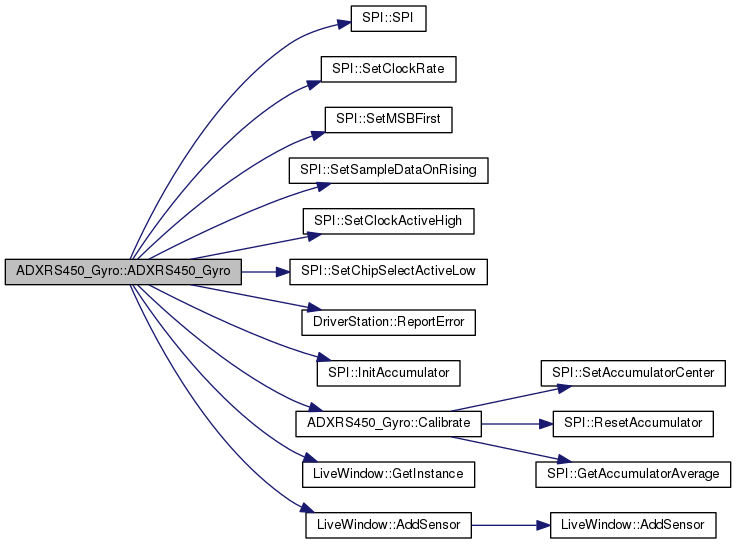 SPI::SPI
SPI::SetClockRate
SPI::SetMSBFirst
SPI::SetSampleDataOnRising
SPI::SetClockActiveHigh
ADXRS450_Gyro::ADXRS450_Gyro
SPI::SetChipSelectActiveLow
DriverStation::ReportError
SPI::InitAccumulator
SPI::SetAccumulatorCenter
ADXRS450_Gyro::Calibrate
SPI::ResetAccumulator
LiveWindow::GetInstance
SPI::GetAccumulatorAverage
LiveWindow::AddSensor
LiveWindow::AddSensor